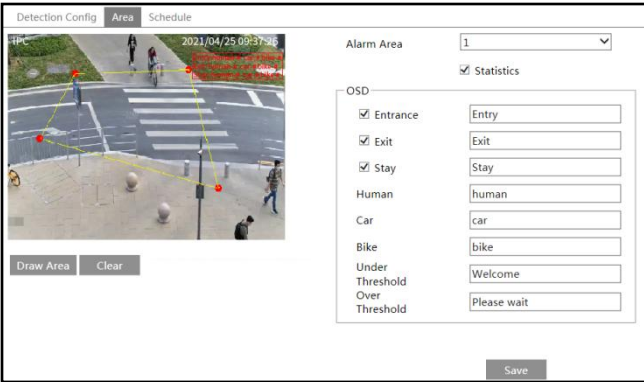 Detection Config Area Schedule
IPC 2021/04/25 09:37:26
Alarm Area 1
Statistics
OSD
Entrance Entry
Exit Exit
Stay Stay
Human human
Car car
Bike bike
Under Threshold Welcome
Over Threshold Please wait
Draw Area Clear
Save